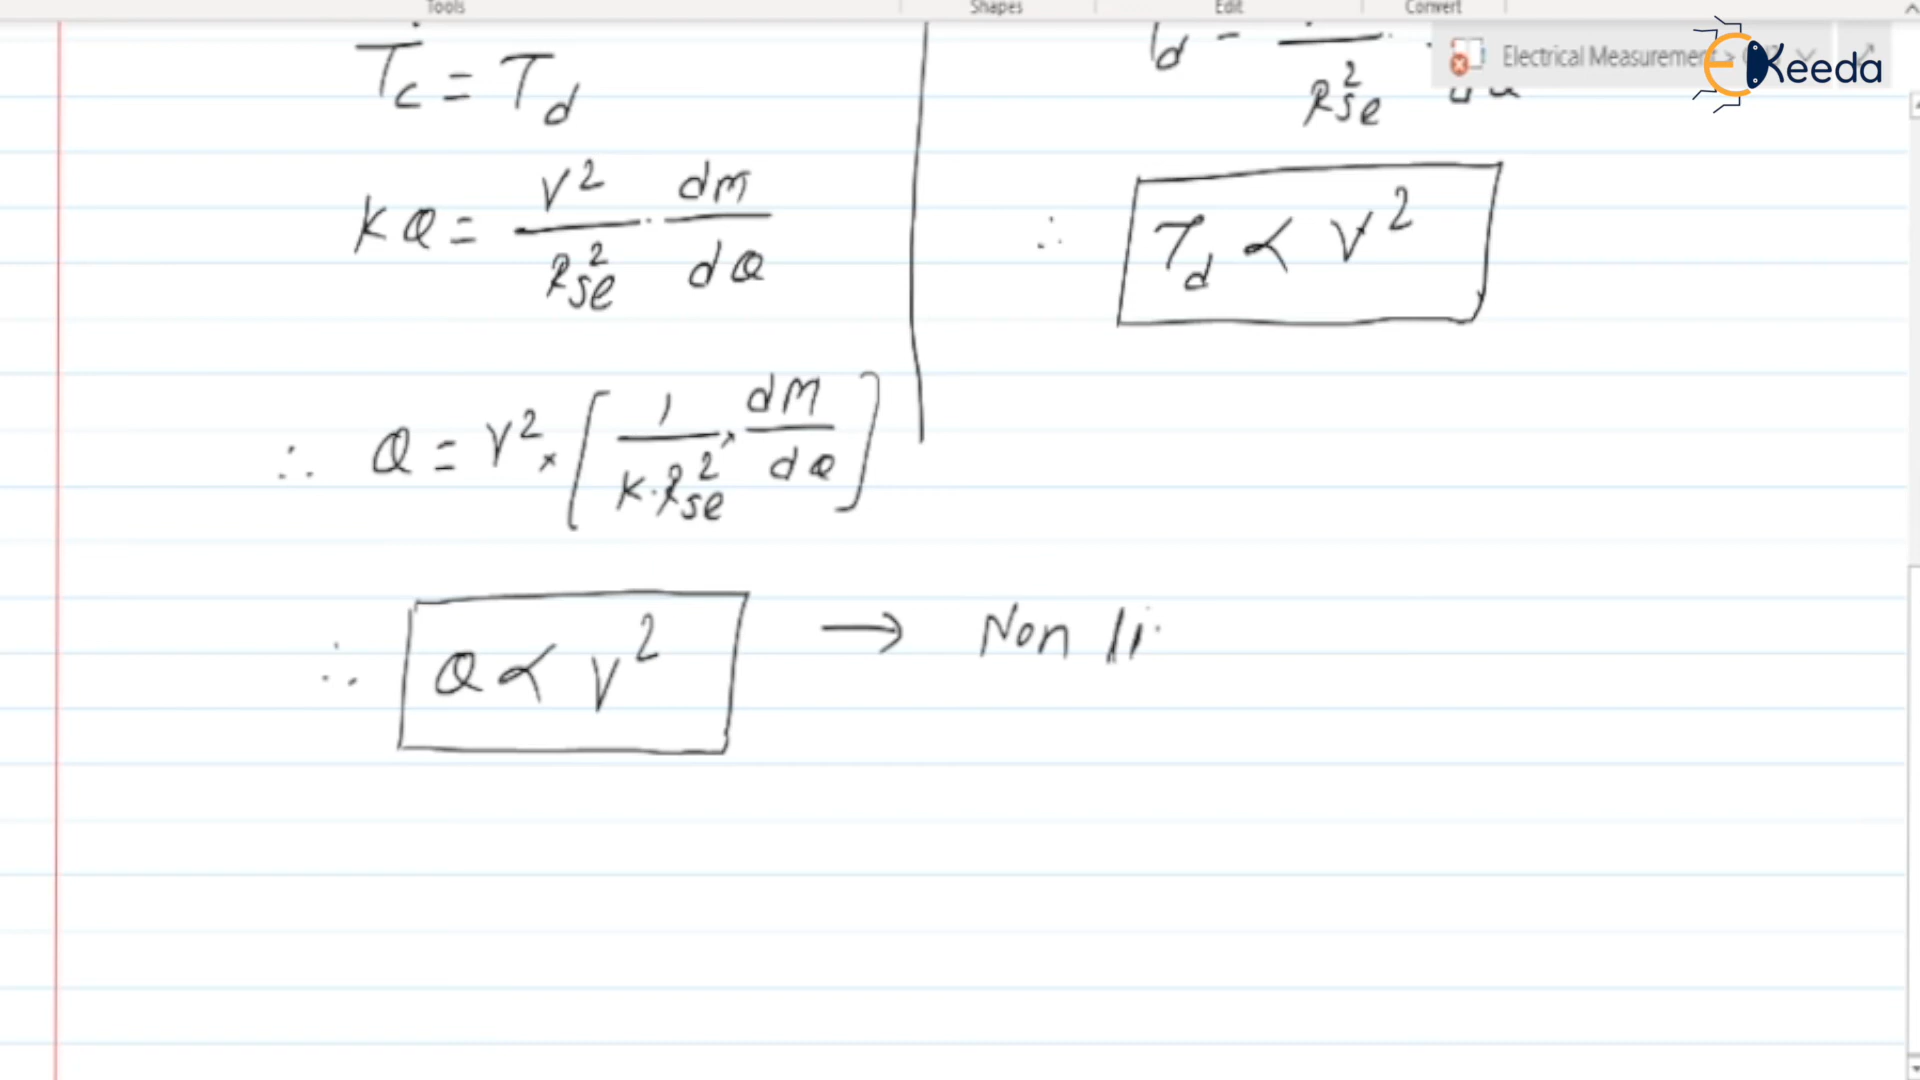 Tools Shapes Edit Convert
Electrical Measurement >
Keeda
Tc = Td
Kθ = V²/Rse² · dM/dθ
∴ θ = V² × [1/K·Rse² × dM/dθ]
∴ θ ∝ V² → Non li
Rse²
∴ Td ∝ V²